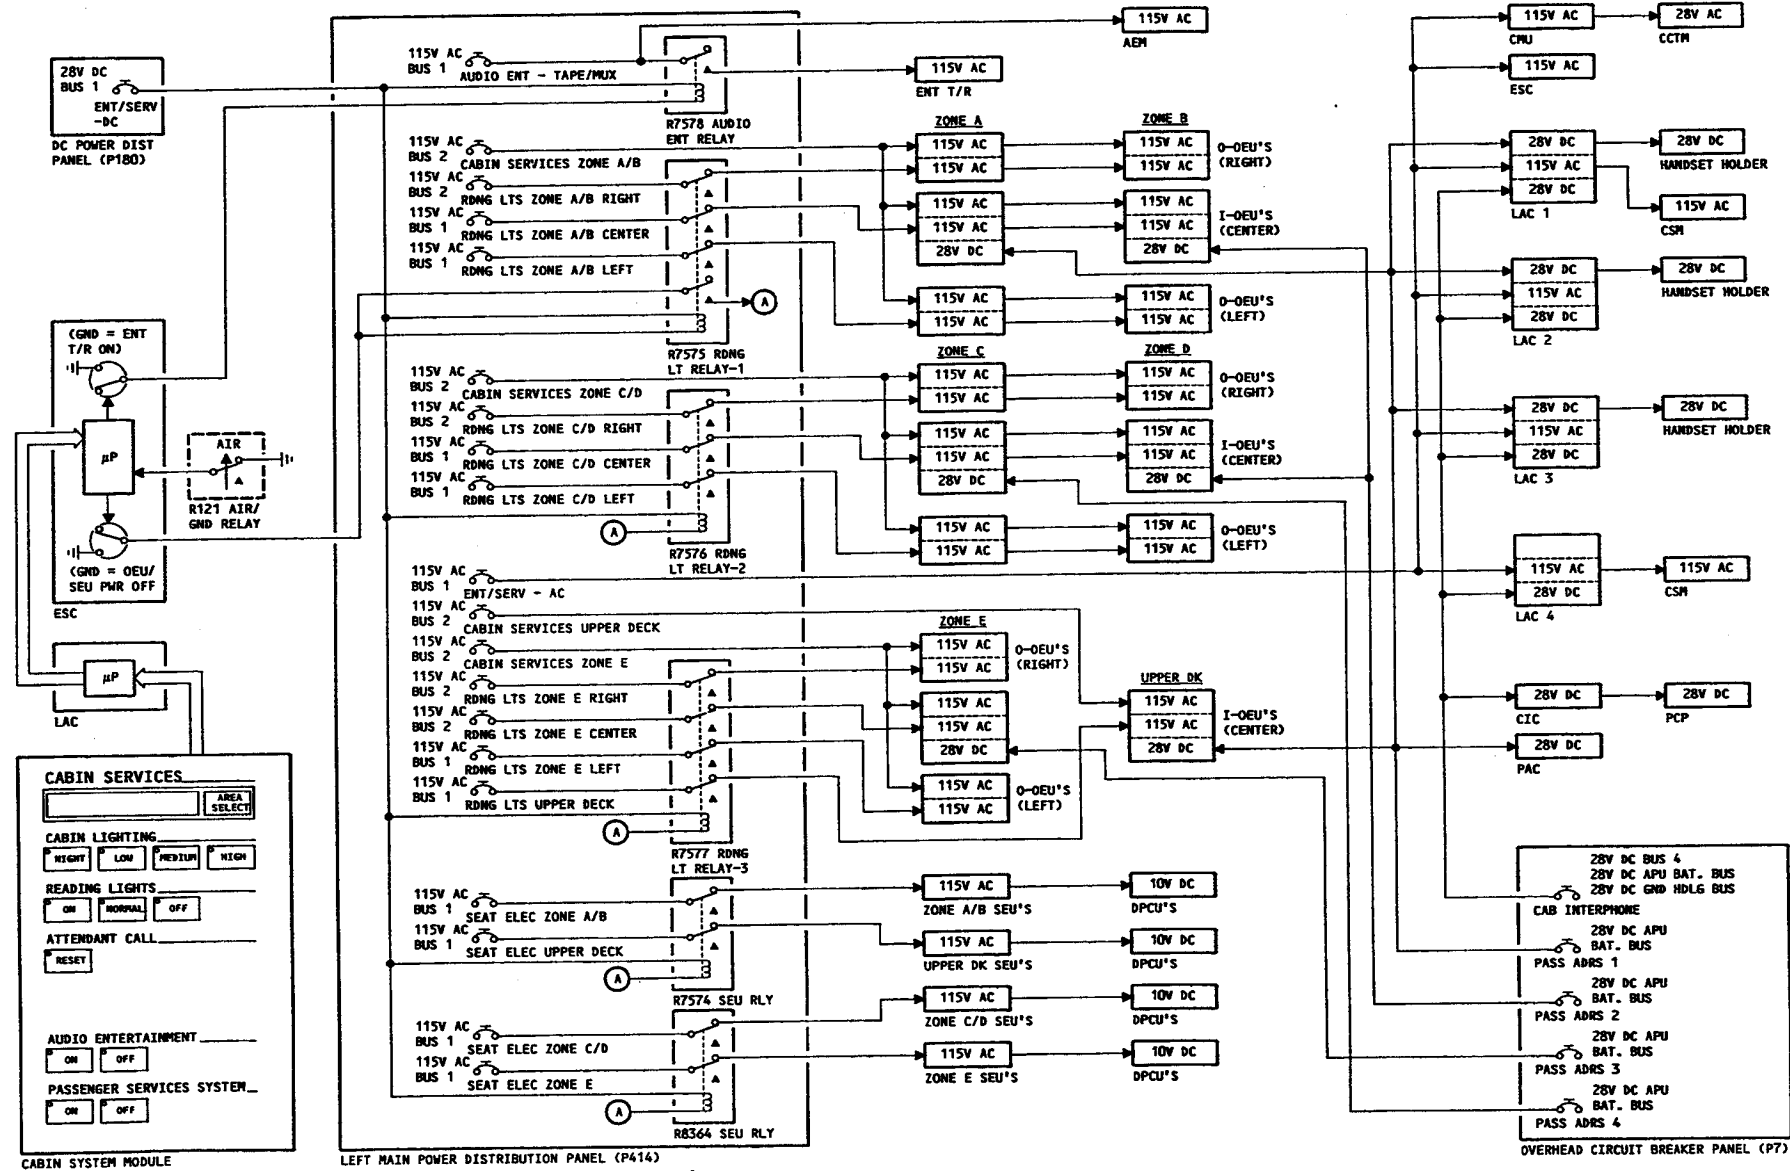 28V DC
BUS 1
ENT/SERV
-DC
DC POWER DIST
PANEL (P180)
(GND = ENT
T/R ON)
µP
AIR
R121 AIR/
GND RELAY
(GND = OEU/
SEU PWR OFF
ESC
µP
LAC
CABIN SERVICES
AREA
SELECT
CABIN LIGHTING
NIGHT LOW MEDIUM HIGH
READING LIGHTS
ON NORMAL OFF
ATTENDANT CALL
RESET
AUDIO ENTERTAINMENT
ON OFF
PASSENGER SERVICES SYSTEM
ON OFF
CABIN SYSTEM MODULE
115V AC
BUS 1
AUDIO ENT - TAPE/MUX
R7578 AUDIO
ENT RELAY
115V AC
BUS 2
CABIN SERVICES ZONE A/B
115V AC
BUS 2
RDNG LTS ZONE A/B RIGHT
115V AC
BUS 1
RDNG LTS ZONE A/B CENTER
115V AC
BUS 1
RDNG LTS ZONE A/B LEFT
A
R7575 RDNG
LT RELAY-1
115V AC
BUS 2
CABIN SERVICES ZONE C/D
115V AC
BUS 2
RDNG LTS ZONE C/D RIGHT
115V AC
BUS 1
RDNG LTS ZONE C/D CENTER
115V AC
BUS 1
RDNG LTS ZONE C/D LEFT
A
R7576 RDNG
LT RELAY-2
115V AC
BUS 1
ENT/SERV - AC
115V AC
BUS 2
CABIN SERVICES UPPER DECK
115V AC
BUS 2
CABIN SERVICES ZONE E
115V AC
BUS 2
RDNG LTS ZONE E RIGHT
115V AC
BUS 2
RDNG LTS ZONE E CENTER
115V AC
BUS 1
RDNG LTS ZONE E LEFT
115V AC
BUS 1
RDNG LTS UPPER DECK
A
R7577 RDNG
LT RELAY-3
115V AC
BUS 1
SEAT ELEC ZONE A/B
115V AC
BUS 1
SEAT ELEC UPPER DECK
A
R7574 SEU RLY
115V AC
BUS 1
SEAT ELEC ZONE C/D
115V AC
BUS 1
SEAT ELEC ZONE E
A
R8364 SEU RLY
LEFT MAIN POWER DISTRIBUTION PANEL (P414)
115V AC
AEM
115V AC
ENT T/R
ZONE A
115V AC
115V AC
115V AC
115V AC
28V DC
115V AC
115V AC
ZONE B
115V AC
115V AC
O-OEU'S
(RIGHT)
115V AC
115V AC
28V DC
I-OEU'S
(CENTER)
115V AC
115V AC
O-OEU'S
(LEFT)
ZONE C
115V AC
115V AC
115V AC
115V AC
28V DC
115V AC
115V AC
ZONE D
115V AC
115V AC
O-OEU'S
(RIGHT)
115V AC
115V AC
28V DC
I-OEU'S
(CENTER)
115V AC
115V AC
O-OEU'S
(LEFT)
ZONE E
115V AC
115V AC
O-OEU'S
(RIGHT)
115V AC
115V AC
28V DC
115V AC
115V AC
O-OEU'S
(LEFT)
UPPER DK
115V AC
115V AC
28V DC
I-OEU'S
(CENTER)
115V AC
ZONE A/B SEU'S
10V DC
DPCU'S
115V AC
UPPER DK SEU'S
10V DC
DPCU'S
115V AC
ZONE C/D SEU'S
10V DC
DPCU'S
115V AC
ZONE E SEU'S
10V DC
DPCU'S
115V AC
CMU
28V AC
CCTM
115V AC
ESC
28V DC
115V AC
28V DC
LAC 1
28V DC
HANDSET HOLDER
115V AC
CSM
28V DC
115V AC
28V DC
LAC 2
28V DC
HANDSET HOLDER
28V DC
115V AC
28V DC
LAC 3
28V DC
HANDSET HOLDER
115V AC
28V DC
LAC 4
115V AC
CSM
28V DC
CIC
28V DC
PCP
28V DC
PAC
28V DC BUS 4
28V DC APU BAT. BUS
28V DC GND HDLG BUS
CAB INTERPHONE
28V DC APU
BAT. BUS
PASS ADRS 1
28V DC APU
BAT. BUS
PASS ADRS 2
28V DC APU
BAT. BUS
PASS ADRS 3
28V DC APU
BAT. BUS
PASS ADRS 4
OVERHEAD CIRCUIT BREAKER PANEL (P7)